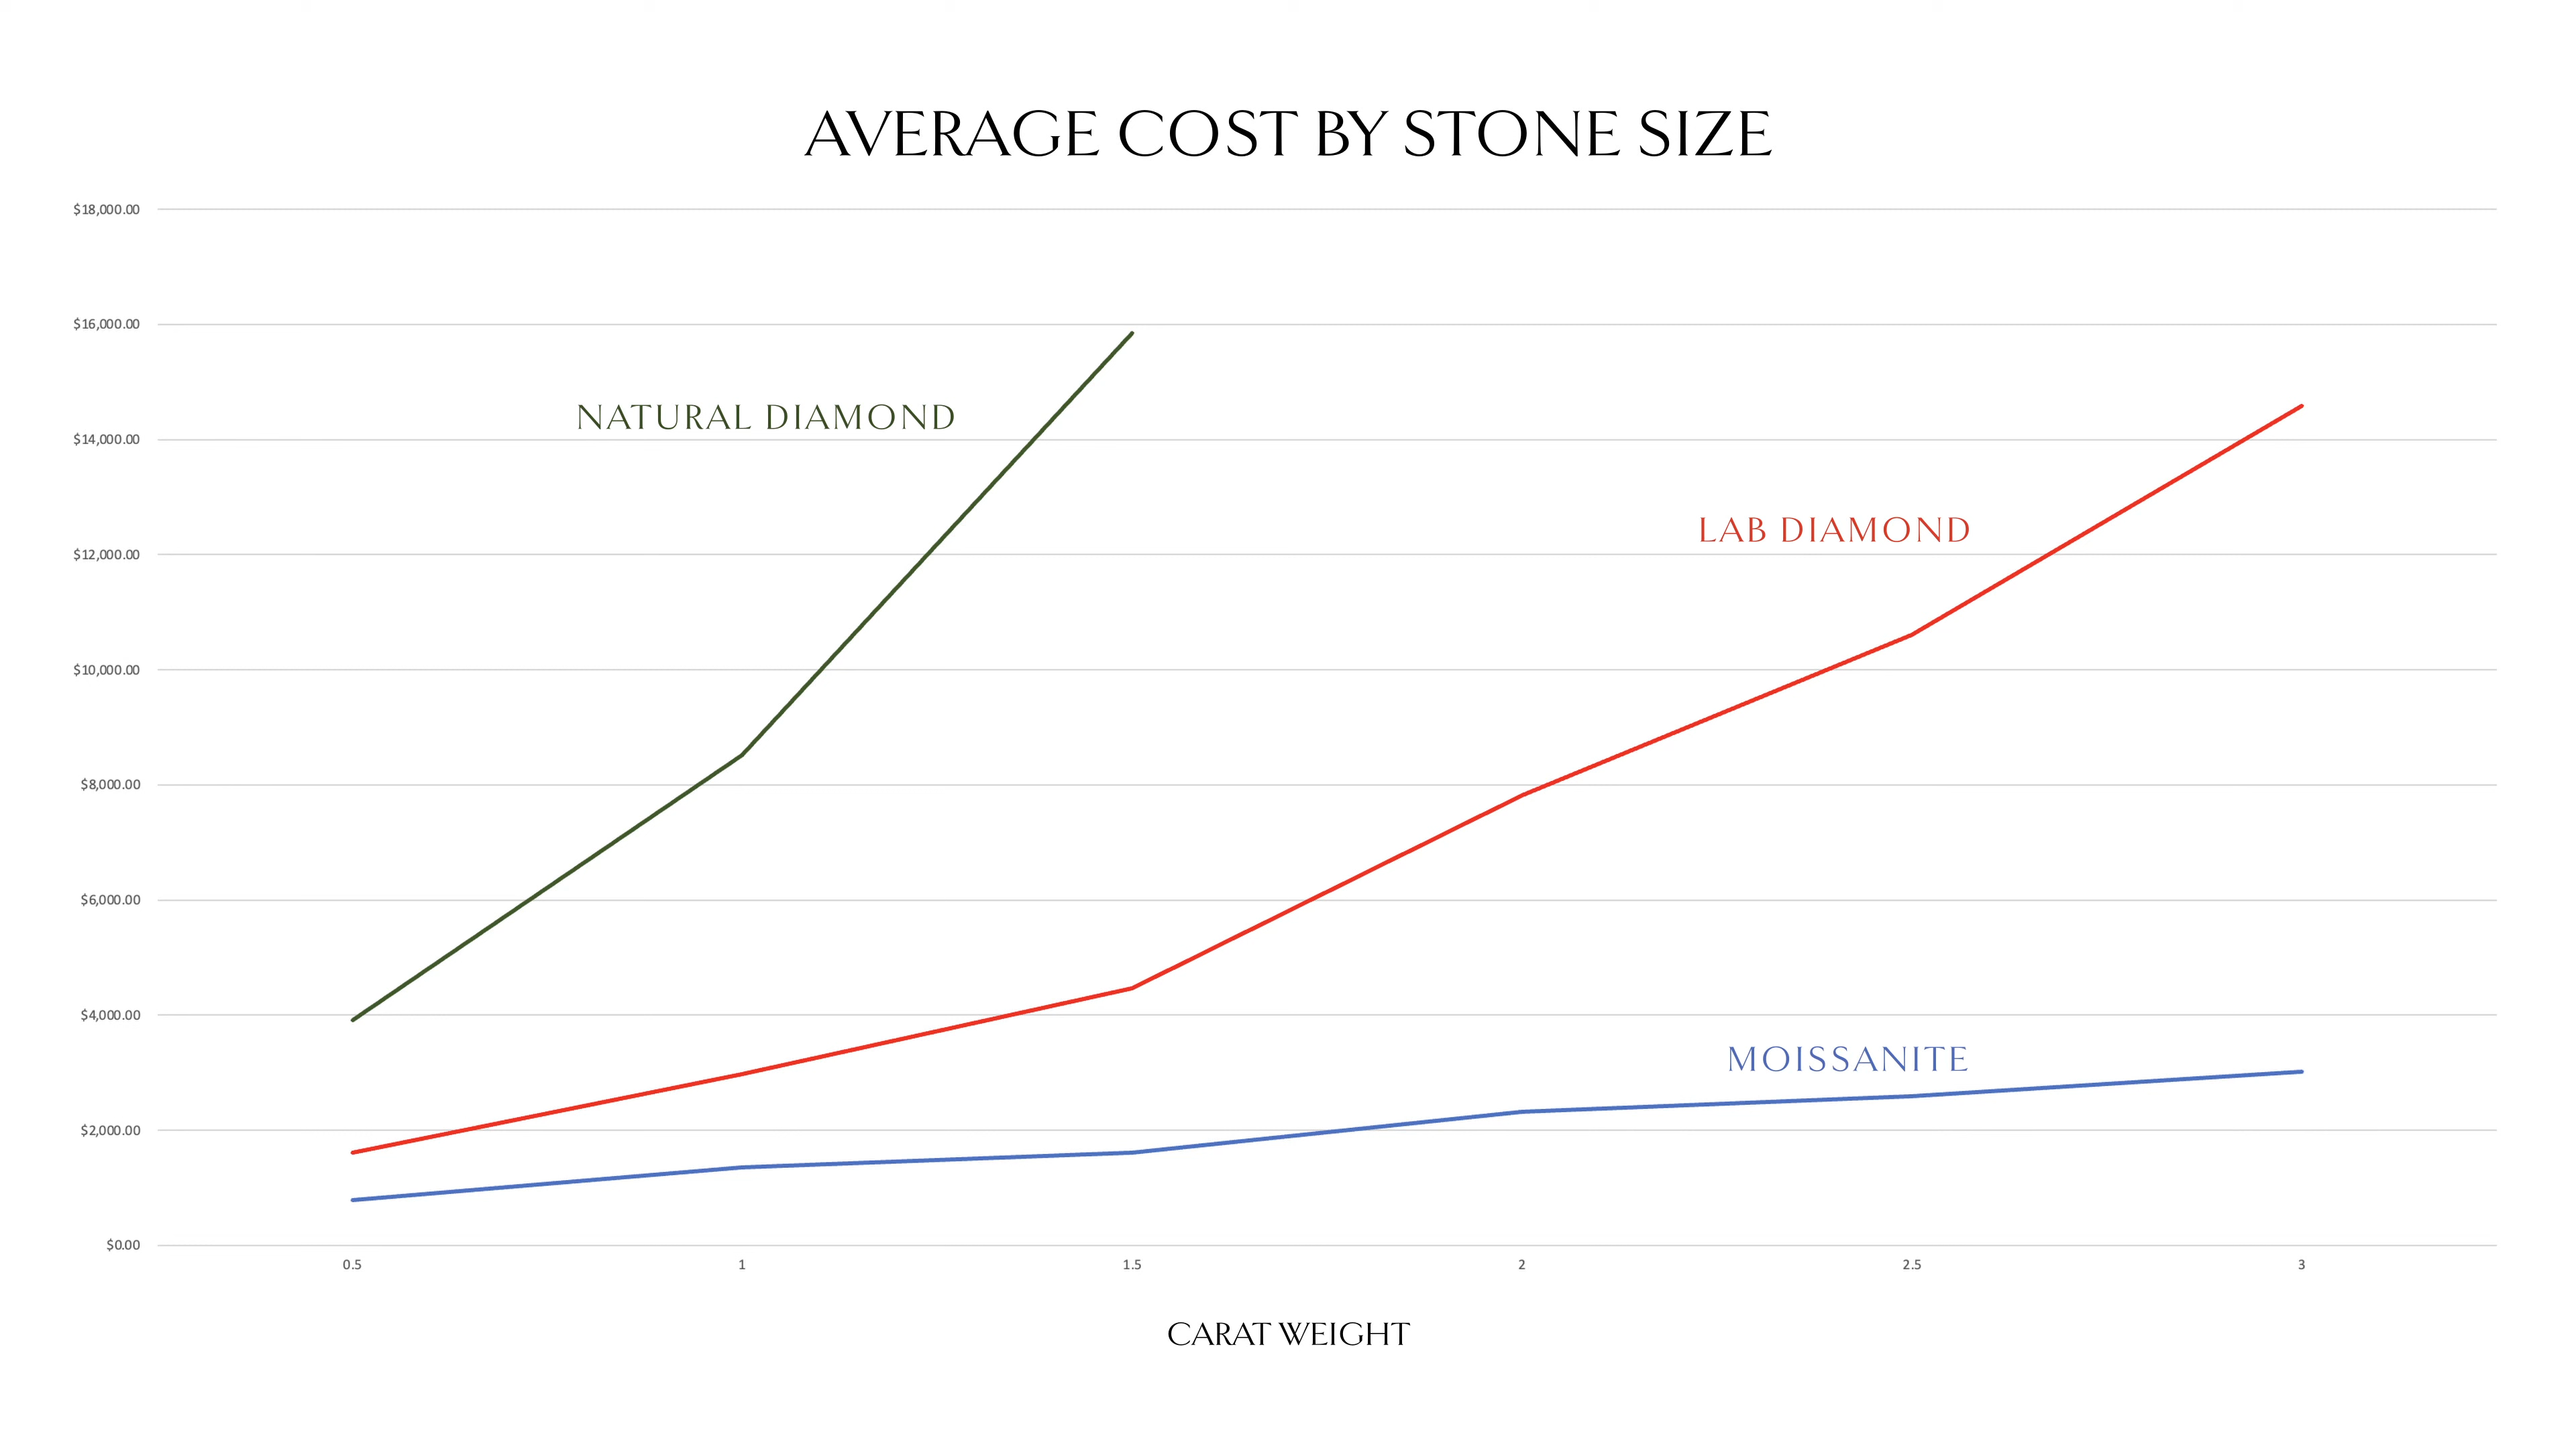 AVERAGE COST BY STONE SIZE
$18,000.00
$16,000.00
NATURAL DIAMOND
$14,000.00
LAB DIAMOND
$12,000.00
$10,000.00
$8,000.00
$6,000.00
$4,000.00
MOISSANITE
$2,000.00
$0.00
0.5 1 1.5 2 2.5 3
CARAT WEIGHT